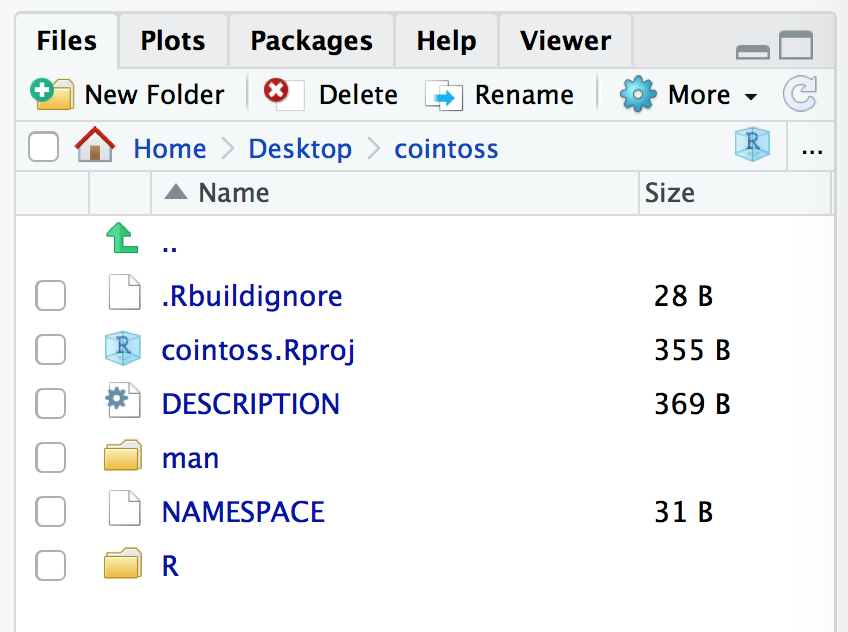 Files Plots Packages Help Viewer
New Folder Delete Rename More
Home Desktop cointoss R ...
Name Size
..
.Rbuildignore 28 B
R cointoss.Rproj 355 B
DESCRIPTION 369 B
man
NAMESPACE 31 B
R